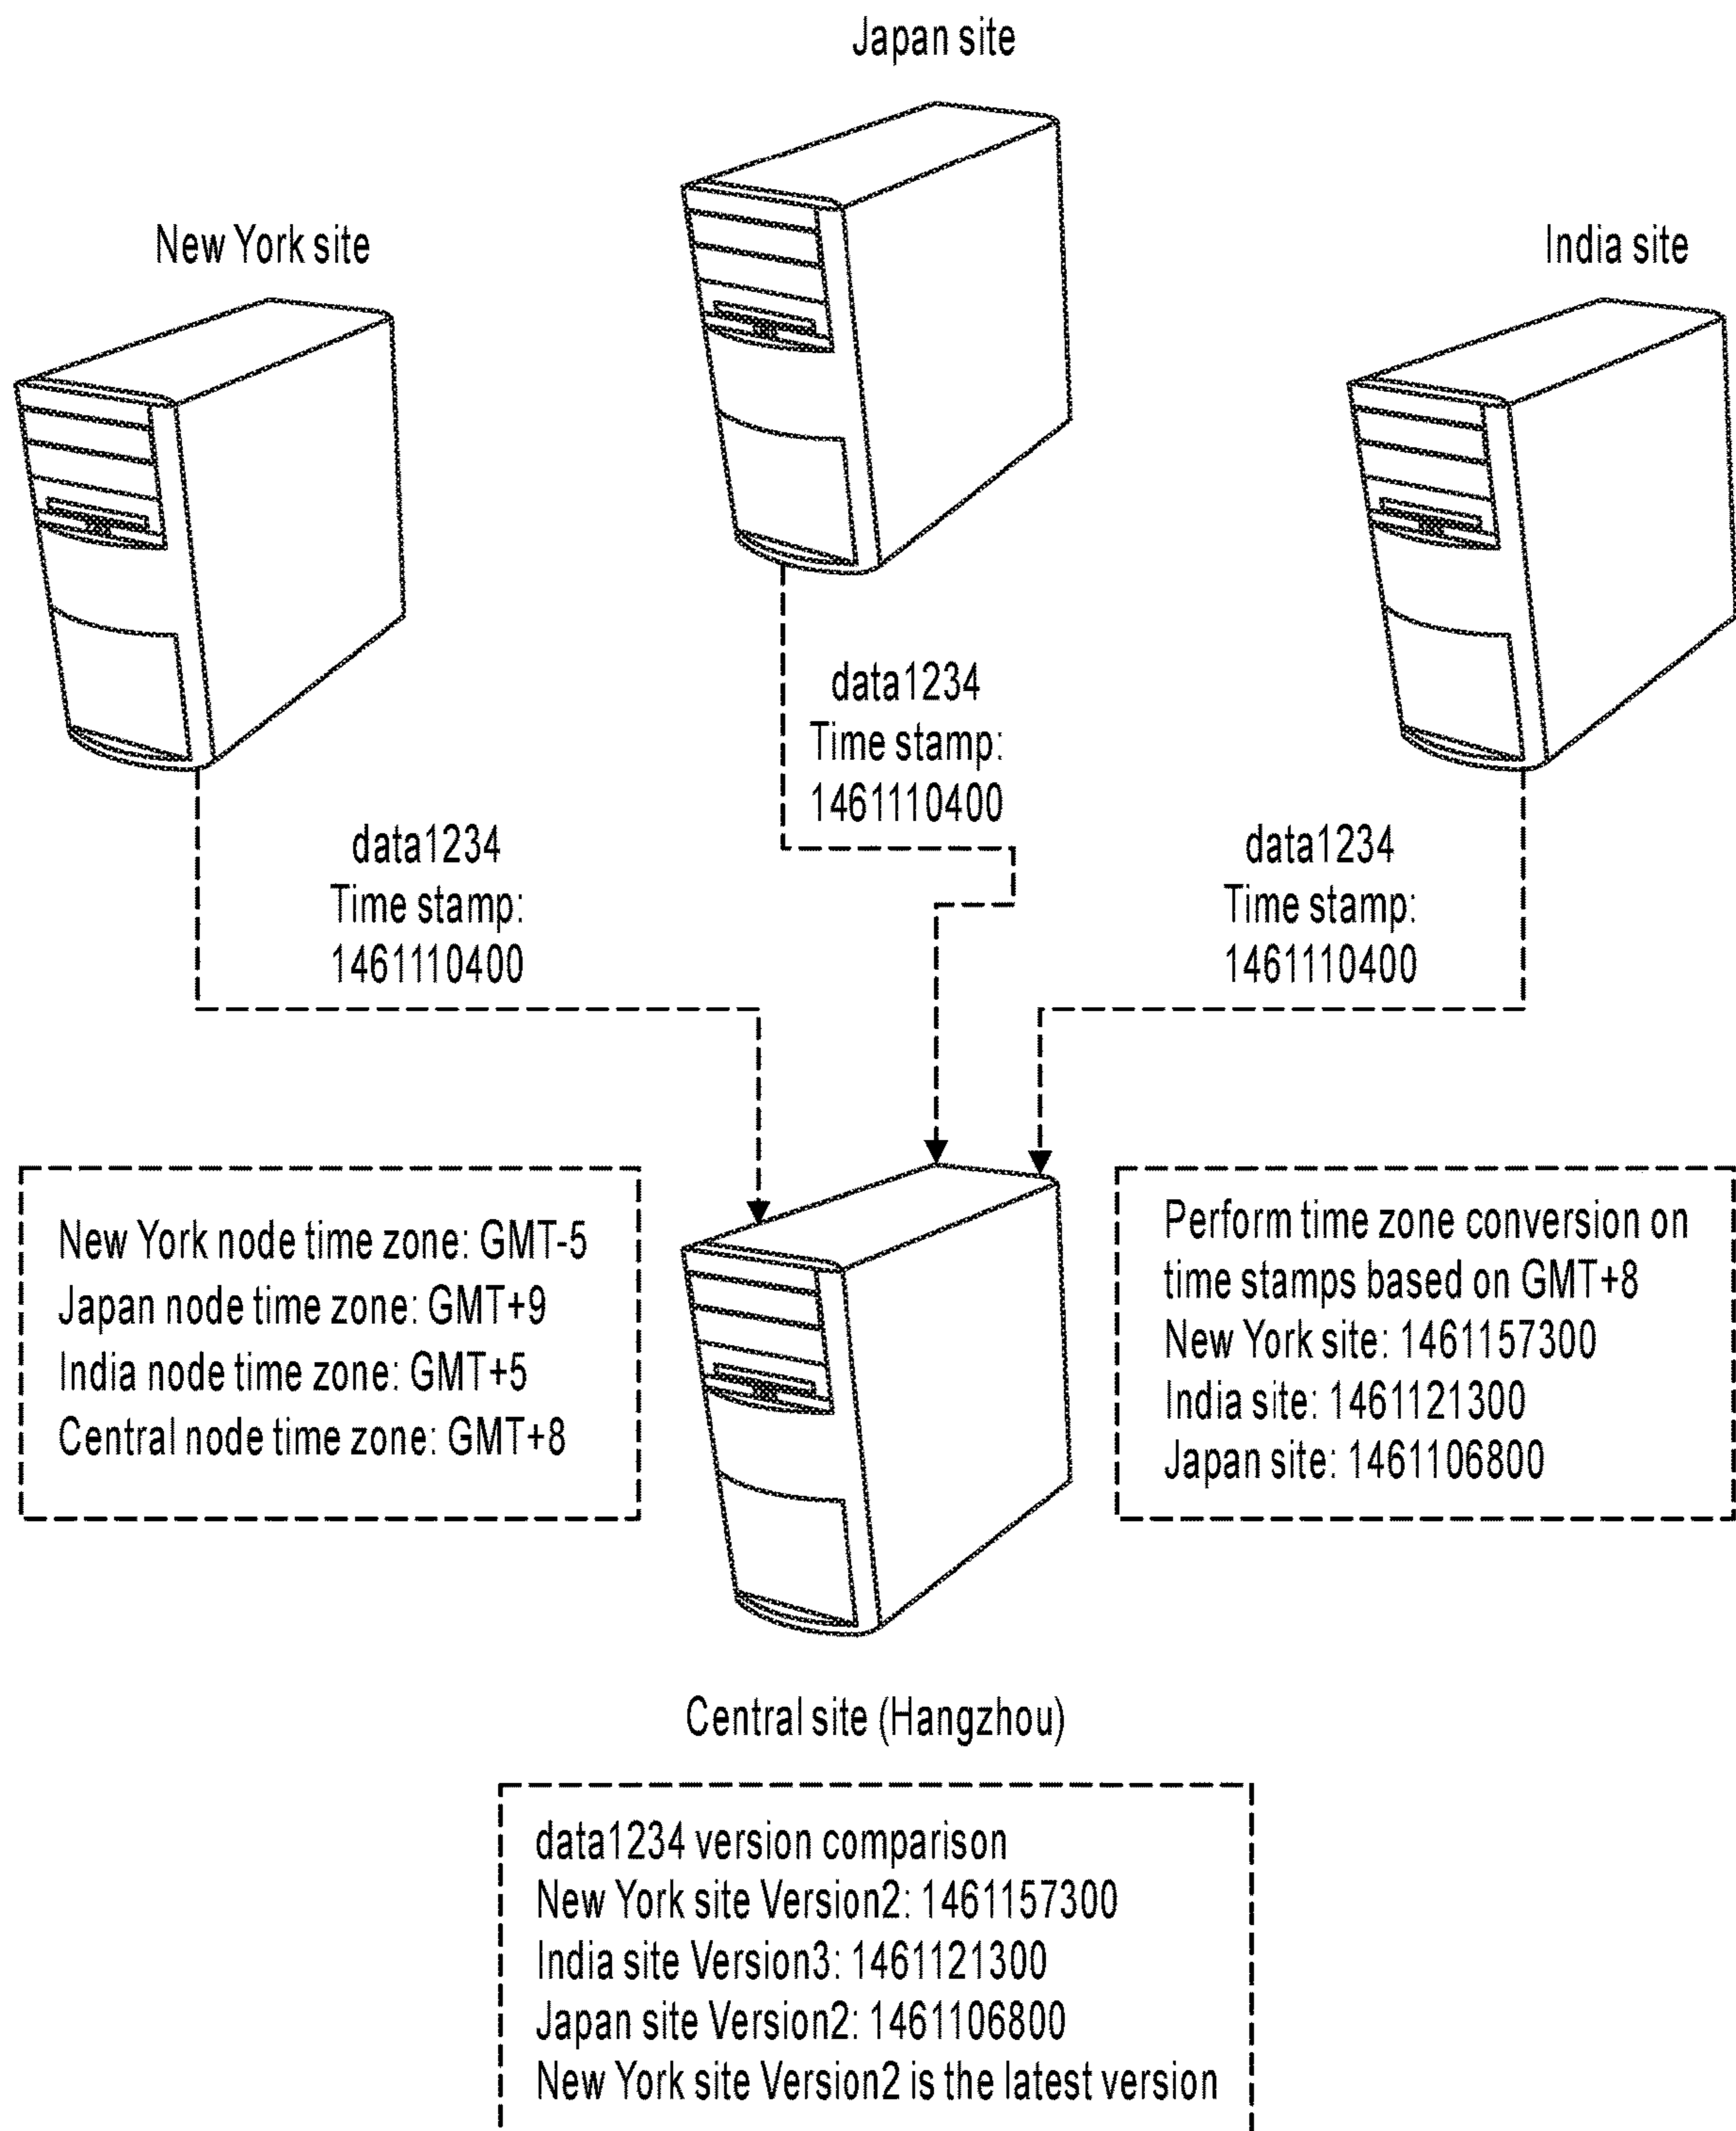 Japan site
New York site
India site
data1234
Time stamp:
1461110400
data1234
Time stamp:
1461110400
data1234
Time stamp:
1461110400
New York node time zone: GMT-5
Japan node time zone: GMT+9
India node time zone: GMT+5
Central node time zone: GMT+8
Perform time zone conversion on
time stamps based on GMT+8
New York site: 1461157300
India site: 1461121300
Japan site: 1461106800
Central site (Hangzhou)
data1234 version comparison
New York site Version2: 1461157300
India site Version3: 1461121300
Japan site Version2: 1461106800
New York site Version2 is the latest version